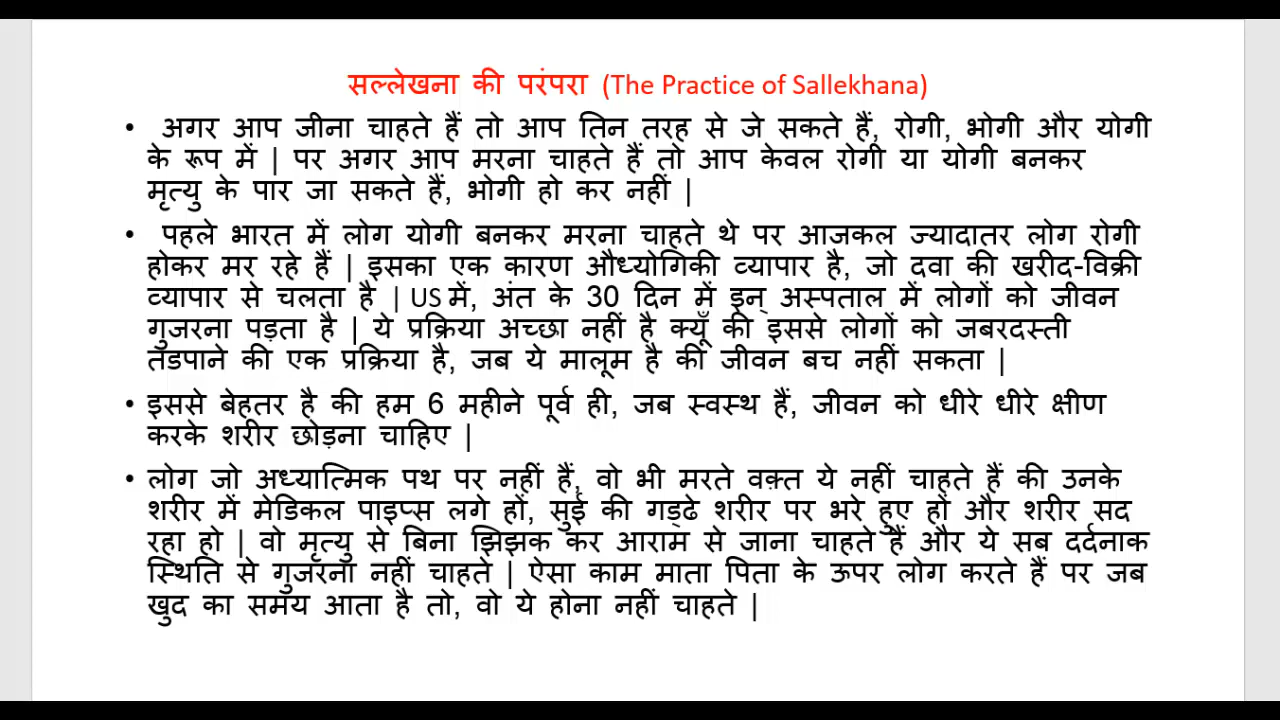 सल्लेखना की परंपरा (The Practice of Sallekhana)
• अगर आप जीना चाहते हैं तो आप तिन तरह से जे सकते हैं, रोगी, भोगी और योगी
के रूप में | पर अगर आप मरना चाहते हैं तो आप केवल रोगी या योगी बनकर
मृत्यु के पार जा सकते हैं, भोगी हो कर नहीं |
• पहले भारत में लोग योगी बनकर मरना चाहते थे पर आजकल ज्यादातर लोग रोगी
होकर मर रहे हैं | इसका एक कारण औध्योगिकी व्यापार है, जो दवा की खरीद-विक्री
व्यापार से चलता है | US में, अंत के 30 दिन में इन् अस्पताल में लोगों को जीवन
गुजरना पड़ता है | ये प्रक्रिया अच्छा नहीं है क्यूँ की इससे लोगों को जबरदस्ती
तडपाने की एक प्रक्रिया है, जब ये मालूम है की जीवन बच नहीं सकता |
• इससे बेहतर है की हम 6 महीने पूर्व ही, जब स्वस्थ हैं, जीवन को धीरे धीरे क्षीण
करके शरीर छोड़ना चाहिए |
• लोग जो अध्यात्मिक पथ पर नहीं हैं, वो भी मरते वक़्त ये नहीं चाहते हैं की उनके
शरीर में मेडिकल पाइप्स लगे हों, सुई की गड्ढे शरीर पर भरे हुए हों और शरीर सद
रहा हो | वो मृत्यु से बिना झिझक कर आराम से जाना चाहते हैं और ये सब दर्दनाक
स्थिति से गुजरना नहीं चाहते | ऐसा काम माता पिता के ऊपर लोग करते हैं पर जब
खुद का समय आता है तो, वो ये होना नहीं चाहते |